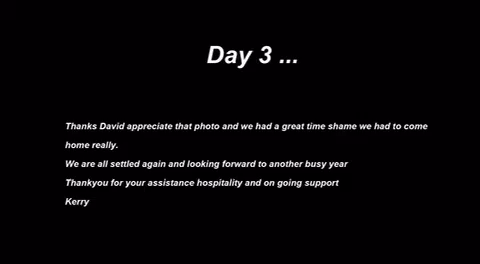 Day 3 ...
Thanks David appreciate that photo and we had a great time shame we had to come
home really.
We are all settled again and looking forward to another busy year
Thankyou for your assistance hospitality and on going support
Kerry